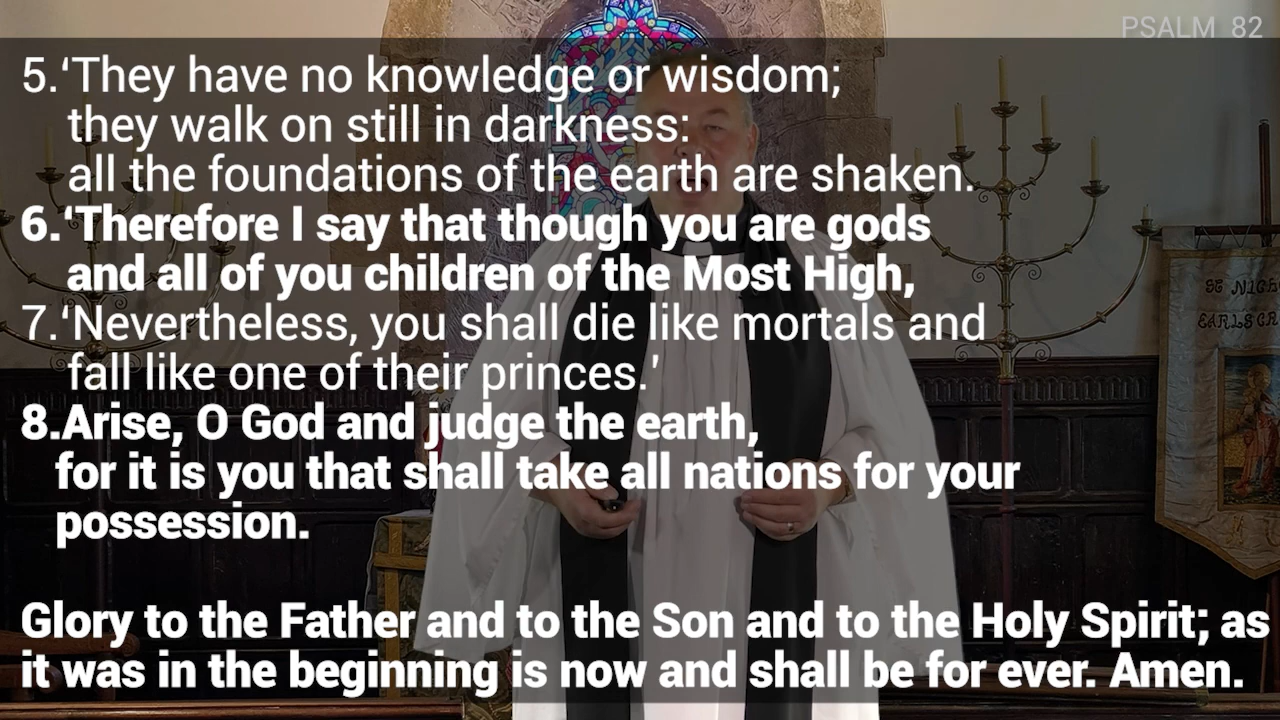 PSALM 82
5.‘They have no knowledge or wisdom;
they walk on still in darkness:
all the foundations of the earth are shaken.
6.‘Therefore I say that though you are gods
and all of you children of the Most High,
7.‘Nevertheless, you shall die like mortals and
fall like one of their princes.’
8.Arise, O God and judge the earth,
for it is you that shall take all nations for your
possession.
Glory to the Father and to the Son and to the Holy Spirit; as
it was in the beginning is now and shall be for ever. Amen.